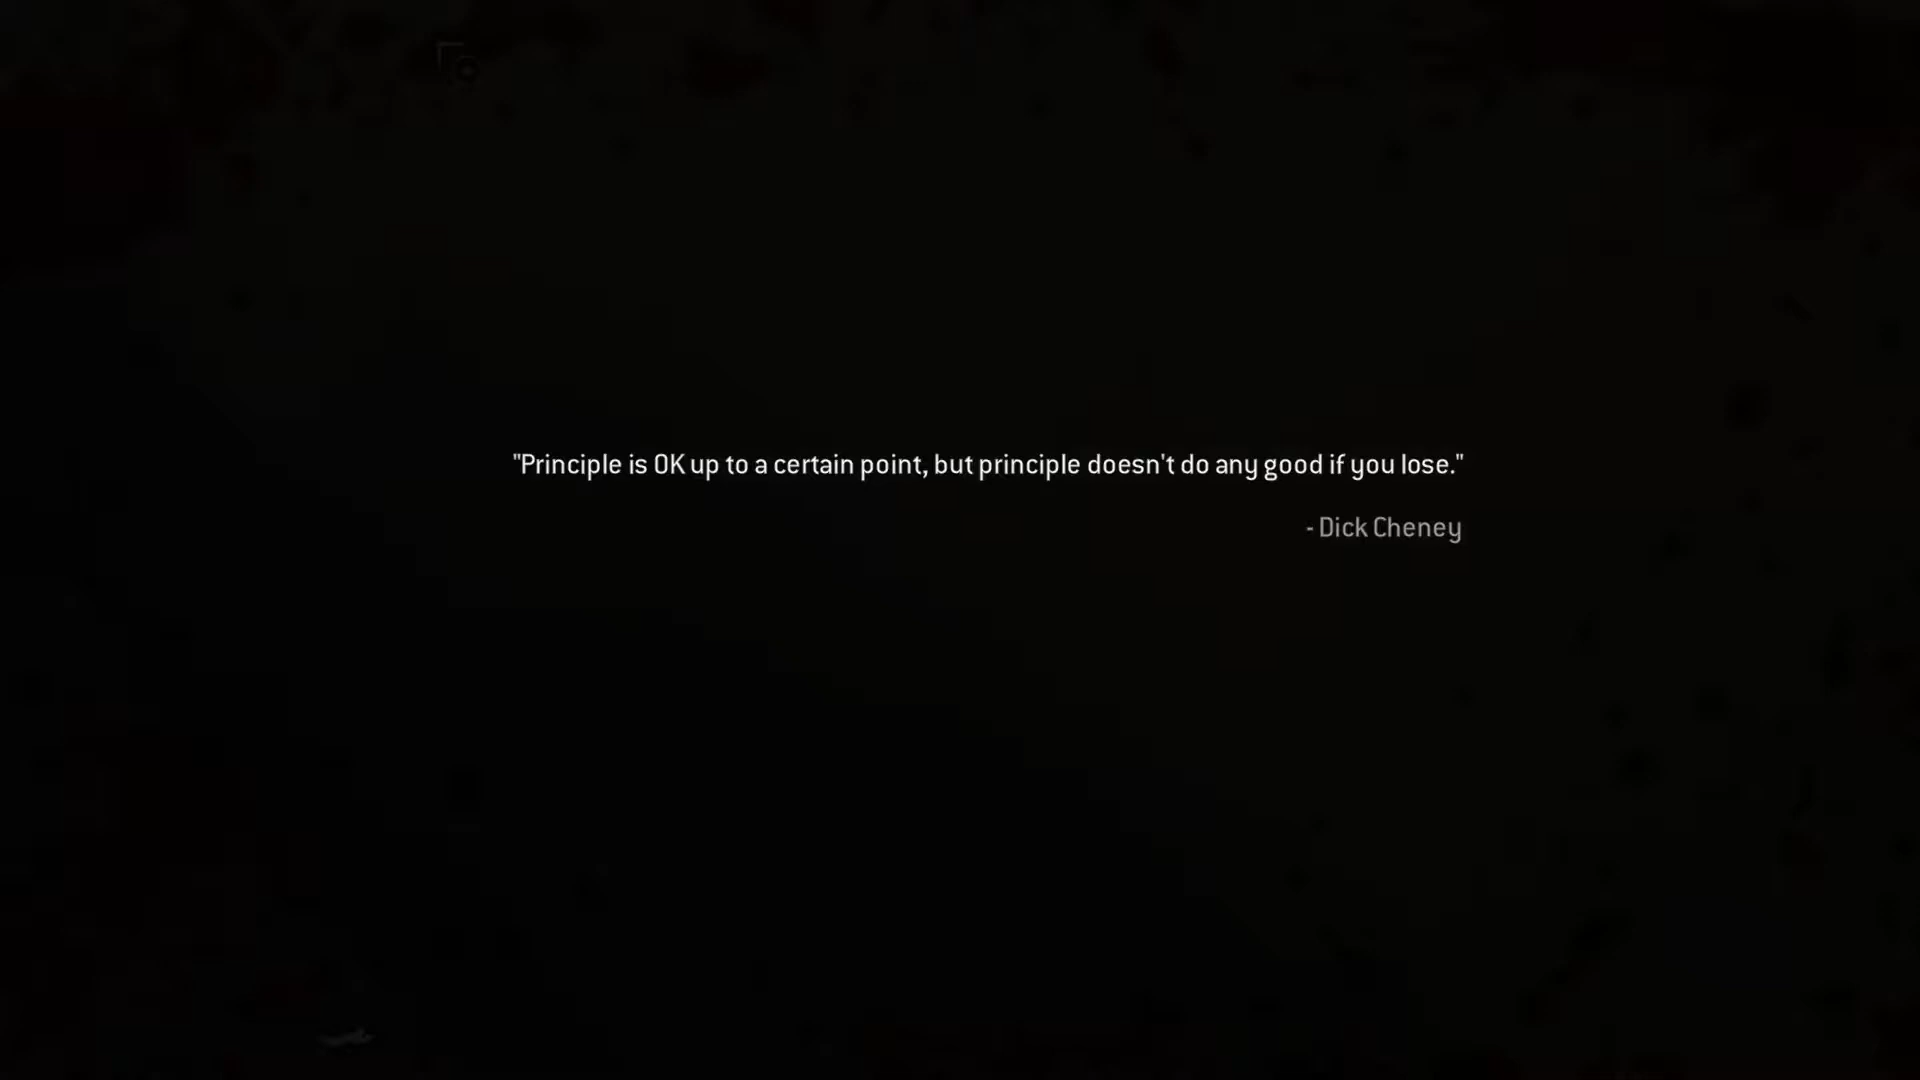 "Principle is OK up to a certain point, but principle doesn't do any good if you lose."
- Dick Cheney